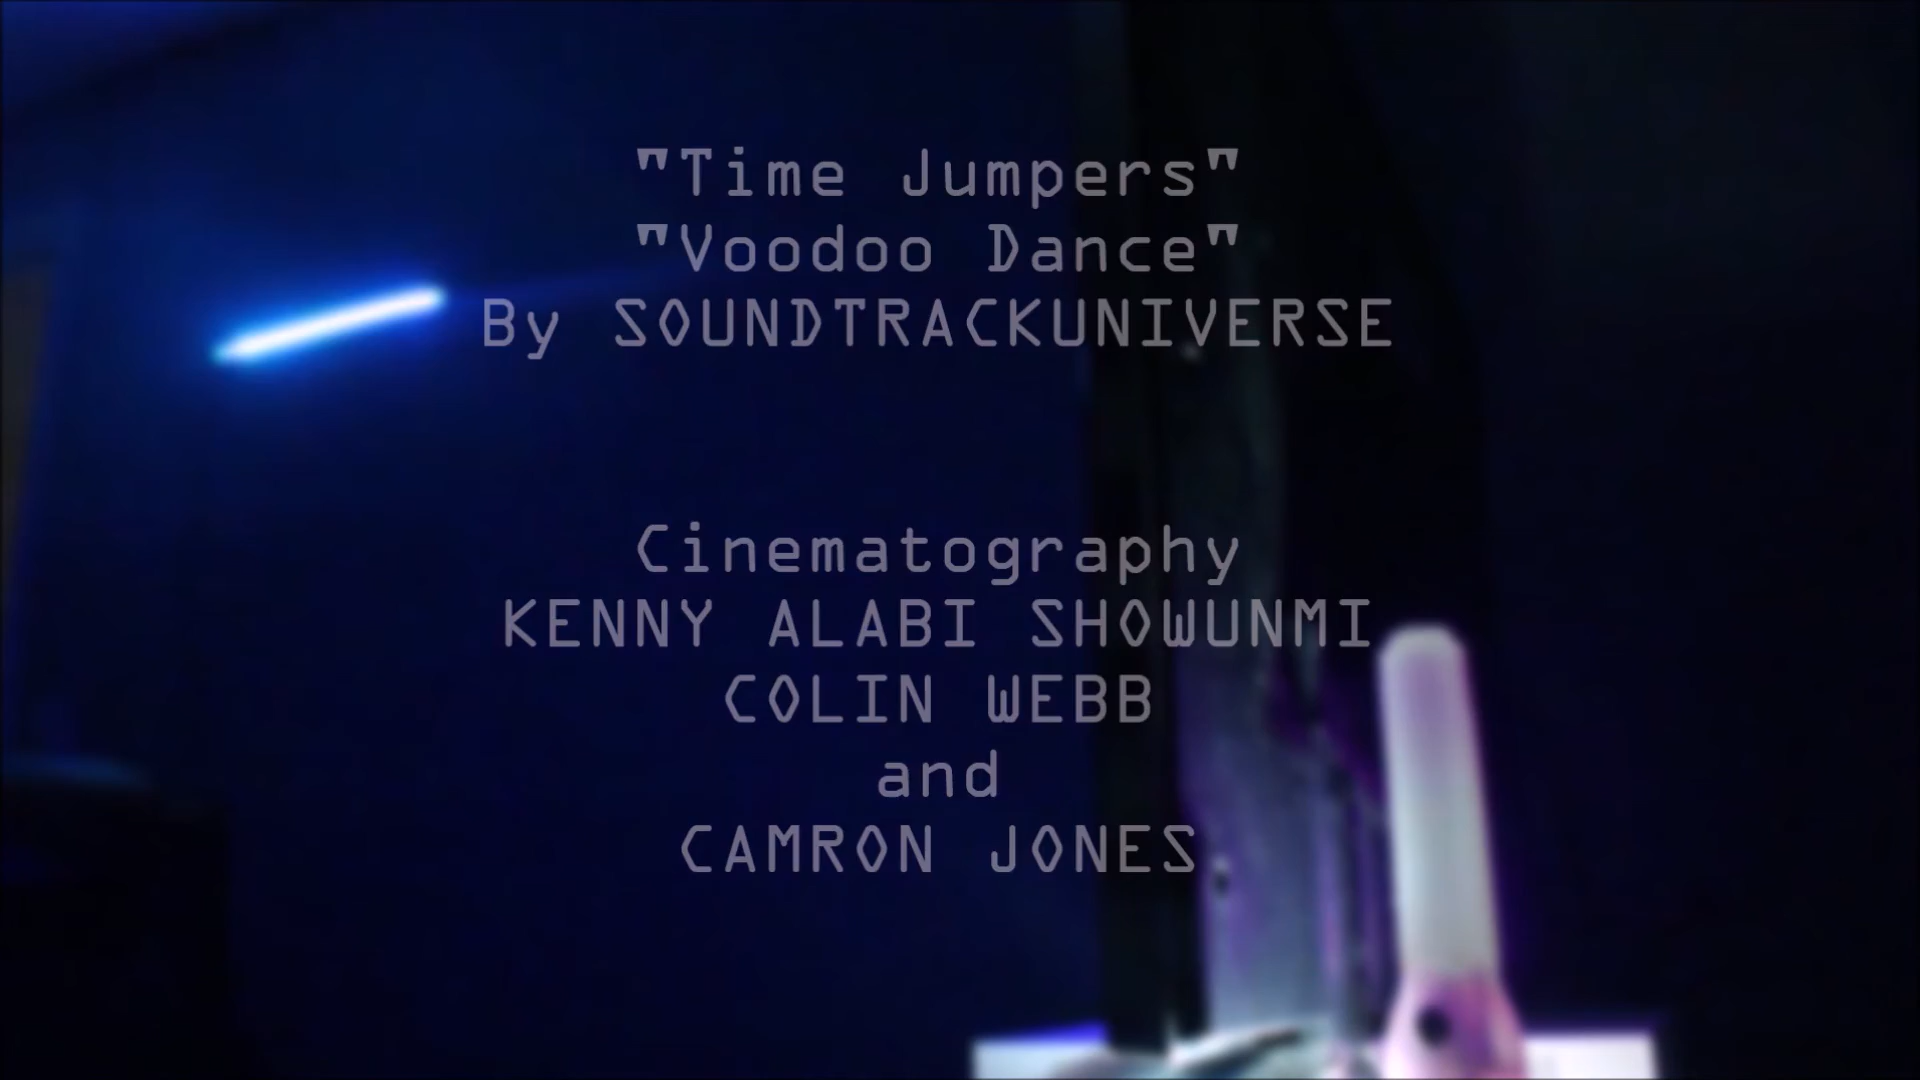 "Time Jumpers"
"Voodoo Dance"
By SOUNDTRACKUNIVERSE
Cinematography
KENNY ALABI SHOWUNMI
COLIN WEBB
and
CAMRON JONES